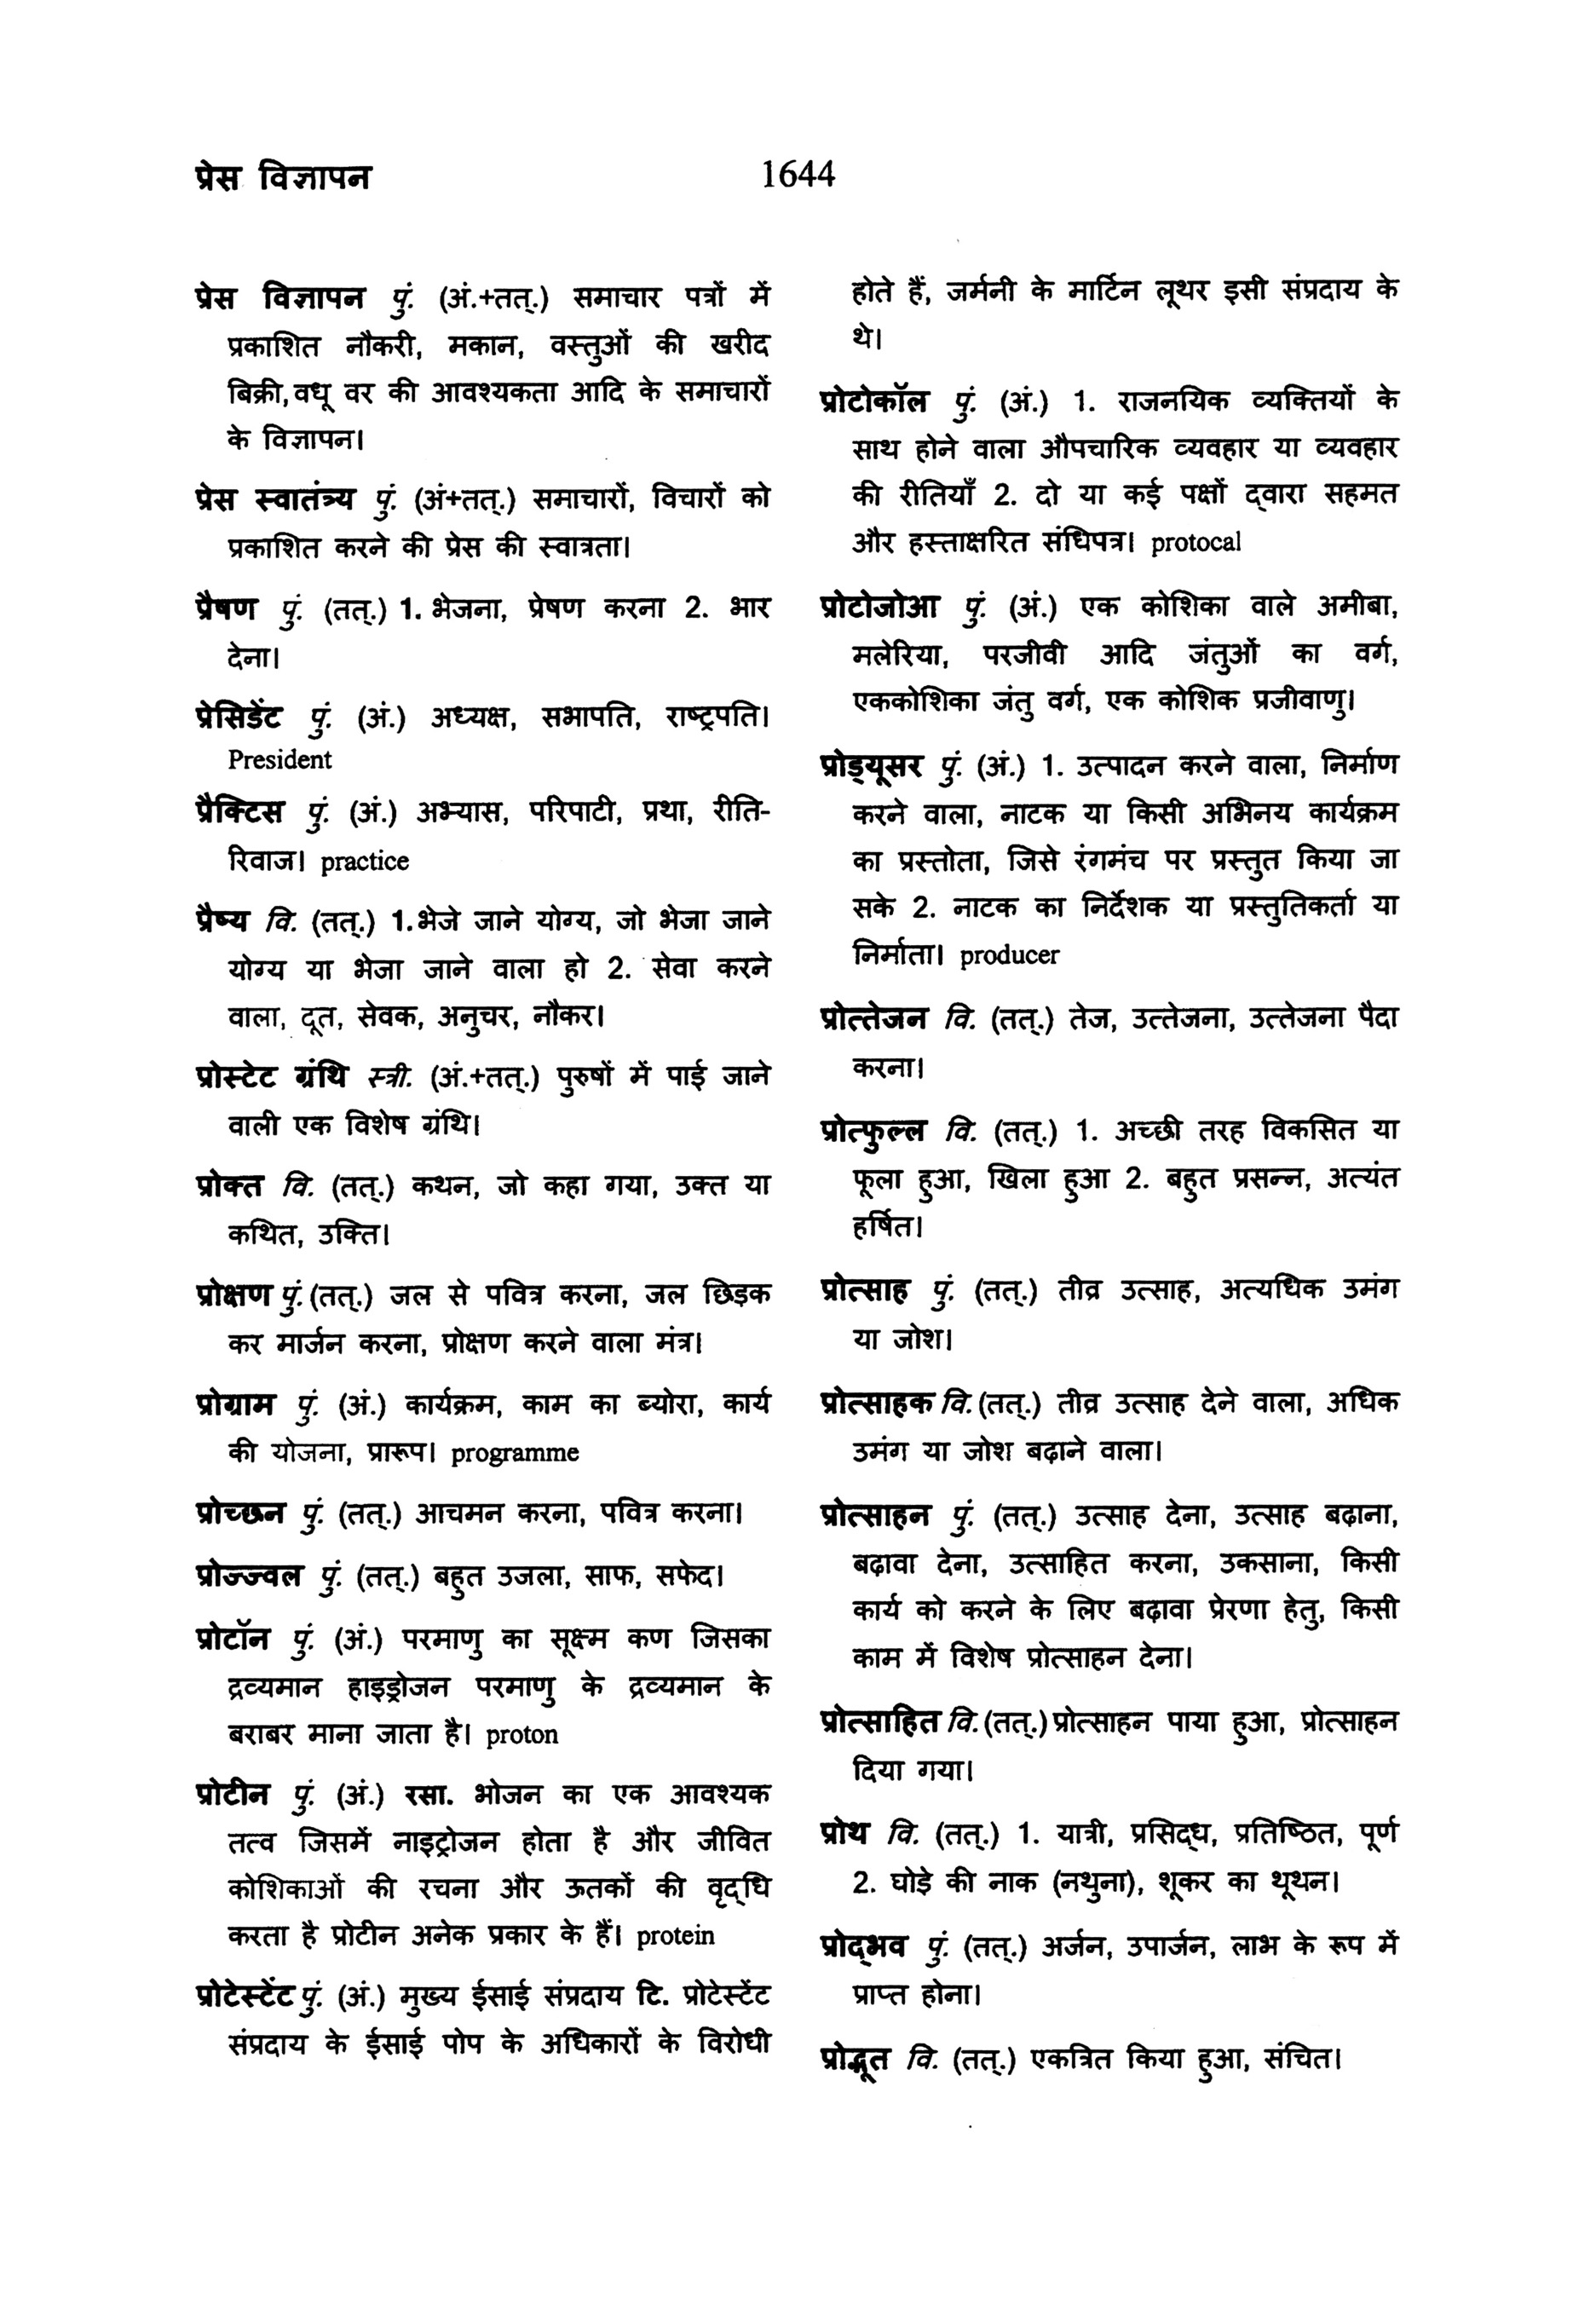 प्रेस विज्ञापन
1644
प्रेस विज्ञापन पुं. (अं.+तत्.) समाचार पत्रों में
प्रकाशित नौकरी, मकान, वस्तुओं की खरीद
बिक्री, वधू वर की आवश्यकता आदि के समाचारों
के विज्ञापन।
प्रेस स्वातंत्र्य पुं. (अं+तत्.) समाचारों, विचारों को
प्रकाशित करने की प्रेस की स्वात्रता।
प्रैषण पुं. (तत्.) 1. भेजना, प्रेषण करना 2. भार
देना।
प्रेसिडेंट पुं. (अं.) अध्यक्ष, सभापति, राष्ट्रपति।
President
प्रैक्टिस पुं. (अं.) अभ्यास, परिपाटी, प्रथा, रीति-
रिवाज। practice
प्रैष्य वि. (तत्.) 1.भेजे जाने योग्य, जो भेजा जाने
योग्य या भेजा जाने वाला हो 2. सेवा करने
वाला, दूत, सेवक, अनुचर, नौकर।
प्रोस्टेट ग्रंथि स्त्री. (अं.+तत्.) पुरुषों में पाई जाने
वाली एक विशेष ग्रंथि।
प्रोक्त वि. (तत्.) कथन, जो कहा गया, उक्त या
कथित, उक्ति।
प्रोक्षण पुं. (तत्.) जल से पवित्र करना, जल छिड़क
कर मार्जन करना, प्रोक्षण करने वाला मंत्र।
प्रोग्राम पुं. (अं.) कार्यक्रम, काम का ब्योरा, कार्य
की योजना, प्रारूप। programme
प्रोच्छन पुं. (तत्.) आचमन करना, पवित्र करना।
प्रोज्ज्वल पुं. (तत्.) बहुत उजला, साफ, सफेद।
प्रोटॉन पुं. (अं.) परमाणु का सूक्ष्म कण जिसका
द्रव्यमान हाइड्रोजन परमाणु के द्रव्यमान के
बराबर माना जाता है। proton
प्रोटीन पुं. (अं.) रसा. भोजन का एक आवश्यक
तत्व जिसमें नाइट्रोजन होता है और जीवित
कोशिकाओं की रचना और ऊतकों की वृद्धि
करता है प्रोटीन अनेक प्रकार के हैं। protein
प्रोटेस्टेंट पुं. (अं.) मुख्य ईसाई संप्रदाय टि. प्रोटेस्टेंट
संप्रदाय के ईसाई पोप के अधिकारों के विरोधी
होते हैं, जर्मनी के मार्टिन लूथर इसी संप्रदाय के
थे।
प्रोटोकॉल पुं. (अं.) 1. राजनयिक व्यक्तियों के
साथ होने वाला औपचारिक व्यवहार या व्यवहार
की रीतियाँ 2. दो या कई पक्षों द्वारा सहमत
और हस्ताक्षरित संधिपत्र। protocal
प्रोटोजोआ पुं. (अं.) एक कोशिका वाले अमीबा,
मलेरिया, परजीवी आदि जंतुओं का वर्ग,
एककोशिका जंतु वर्ग, एक कोशिक प्रजीवाणु।
प्रोड्यूसर पुं. (अं.) 1. उत्पादन करने वाला, निर्माण
करने वाला, नाटक या किसी अभिनय कार्यक्रम
का प्रस्तोता, जिसे रंगमंच पर प्रस्तुत किया जा
सके 2. नाटक का निर्देशक या प्रस्तुतिकर्ता या
निर्माता। producer
प्रोत्तेजन वि. (तत्.) तेज, उत्तेजना, उत्तेजना पैदा
करना।
प्रोत्फुल्ल वि. (तत्.) 1. अच्छी तरह विकसित या
फूला हुआ, खिला हुआ 2. बहुत प्रसन्न, अत्यंत
हर्षित।
प्रोत्साह पुं. (तत्.) तीव्र उत्साह, अत्यधिक उमंग
या जोश।
प्रोत्साहक वि. (तत्.) तीव्र उत्साह देने वाला, अधिक
उमंग या जोश बढ़ाने वाला।
प्रोत्साहन पुं. (तत्.) उत्साह देना, उत्साह बढ़ाना,
बढ़ावा देना, उत्साहित करना, उकसाना, किसी
कार्य को करने के लिए बढ़ावा प्रेरणा हेतु, किसी
काम में विशेष प्रोत्साहन देना।
प्रोत्साहित वि. (तत्.) प्रोत्साहन पाया हुआ, प्रोत्साहन
दिया गया।
प्रोथ वि. (तत्.) 1. यात्री, प्रसिद्ध, प्रतिष्ठित, पूर्ण
2. घोड़े की नाक (नथुना), शूकर का थूथन।
प्रोद्भव पुं. (तत्.) अर्जन, उपार्जन, लाभ के रूप में
प्राप्त होना।
प्रोद्भूत वि. (तत्.) एकत्रित किया हुआ, संचित।